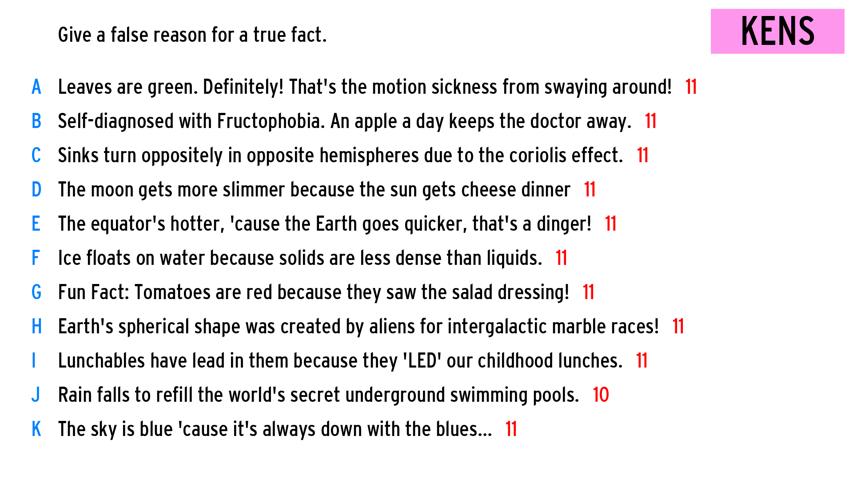 Give a false reason for a true fact.
KENS
A Leaves are green. Definitely! That's the motion sickness from swaying around! 11
B Self-diagnosed with Fructophobia. An apple a day keeps the doctor away. 11
C Sinks turn oppositely in opposite hemispheres due to the coriolis effect. 11
D The moon gets more slimmer because the sun gets cheese dinner 11
E The equator's hotter, 'cause the Earth goes quicker, that's a dinger! 11
F Ice floats on water because solids are less dense than liquids. 11
G Fun Fact: Tomatoes are red because they saw the salad dressing! 11
H Earth's spherical shape was created by aliens for intergalactic marble races! 11
I Lunchables have lead in them because they 'LED' our childhood lunches. 11
J Rain falls to refill the world's secret underground swimming pools. 10
K The sky is blue 'cause it's always down with the blues... 11